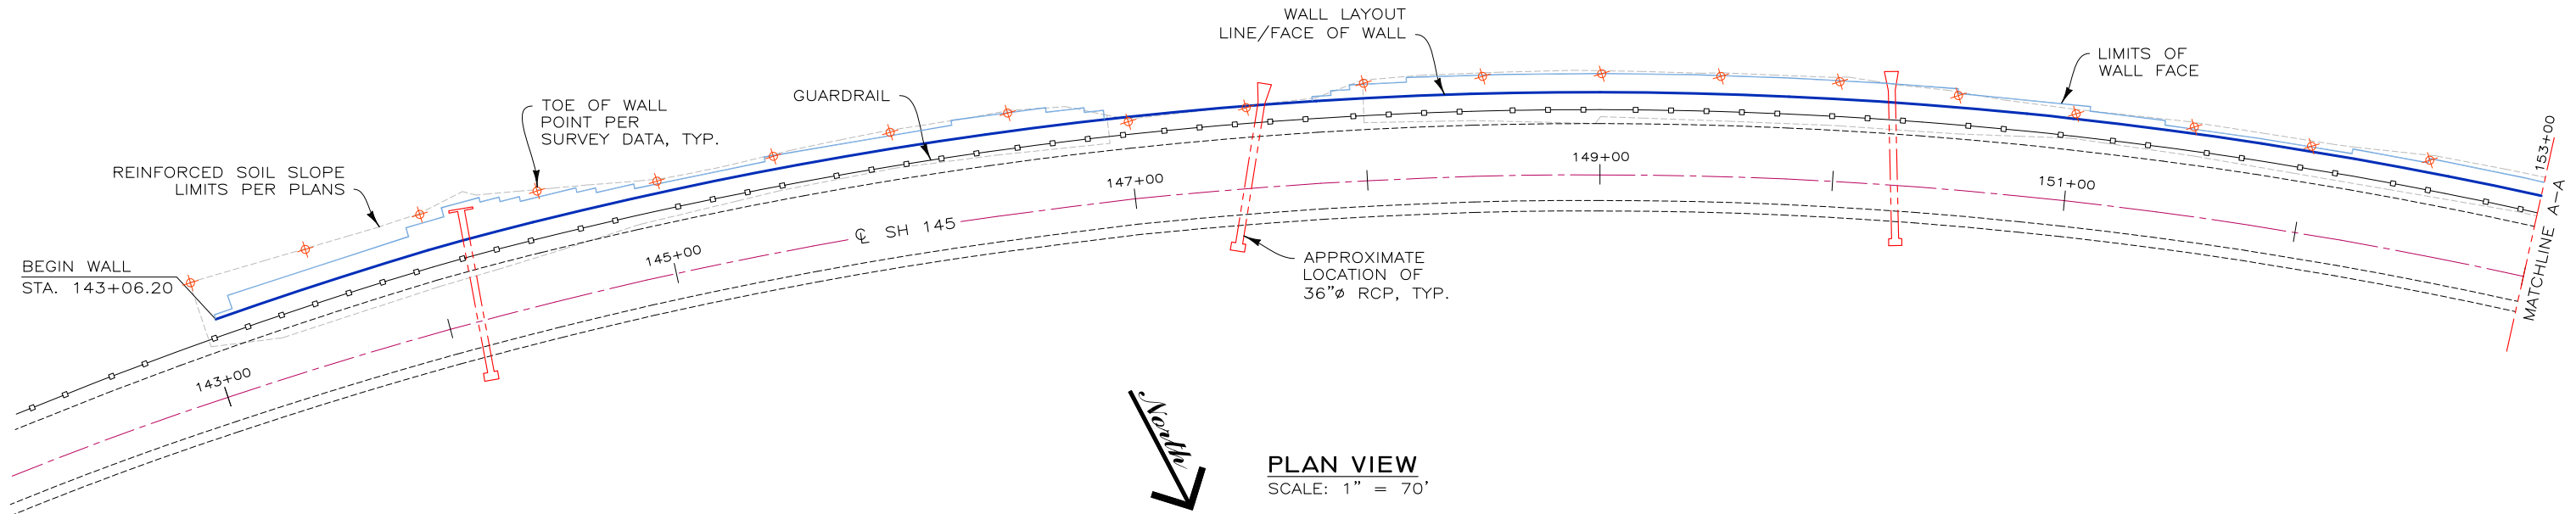 WALL LAYOUT
LINE/FACE OF WALL
LIMITS OF
WALL FACE
GUARDRAIL
TOE OF WALL
POINT PER
SURVEY DATA, TYP.
REINFORCED SOIL SLOPE
LIMITS PER PLANS
BEGIN WALL
STA. 143+06.20
143+00
145+00
℄ SH 145
147+00
149+00
151+00
153+00
MATCHLINE A-A
APPROXIMATE
LOCATION OF
36"ø RCP, TYP.
North
PLAN VIEW
SCALE: 1" = 70'